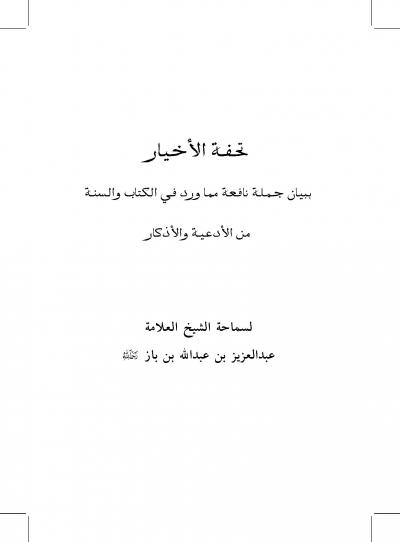 تحفة الأخيار
ببيان جملة نافعة مما ورد في الكتاب والسنة
من الأدعية والأذكار
لسماحة الشيخ العلامة
عبدالعزيز بن عبدالله بن باز رحمه الله